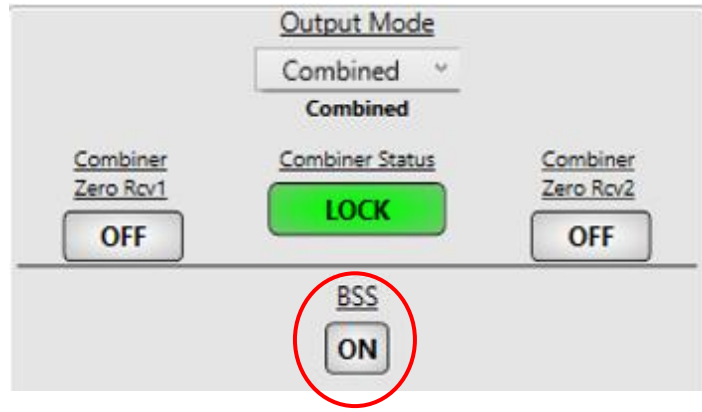 Output Mode
Combined
Combined
Combiner
Zero Rcv1
OFF
Combiner Status
LOCK
Combiner
Zero Rcv2
OFF
BSS
ON